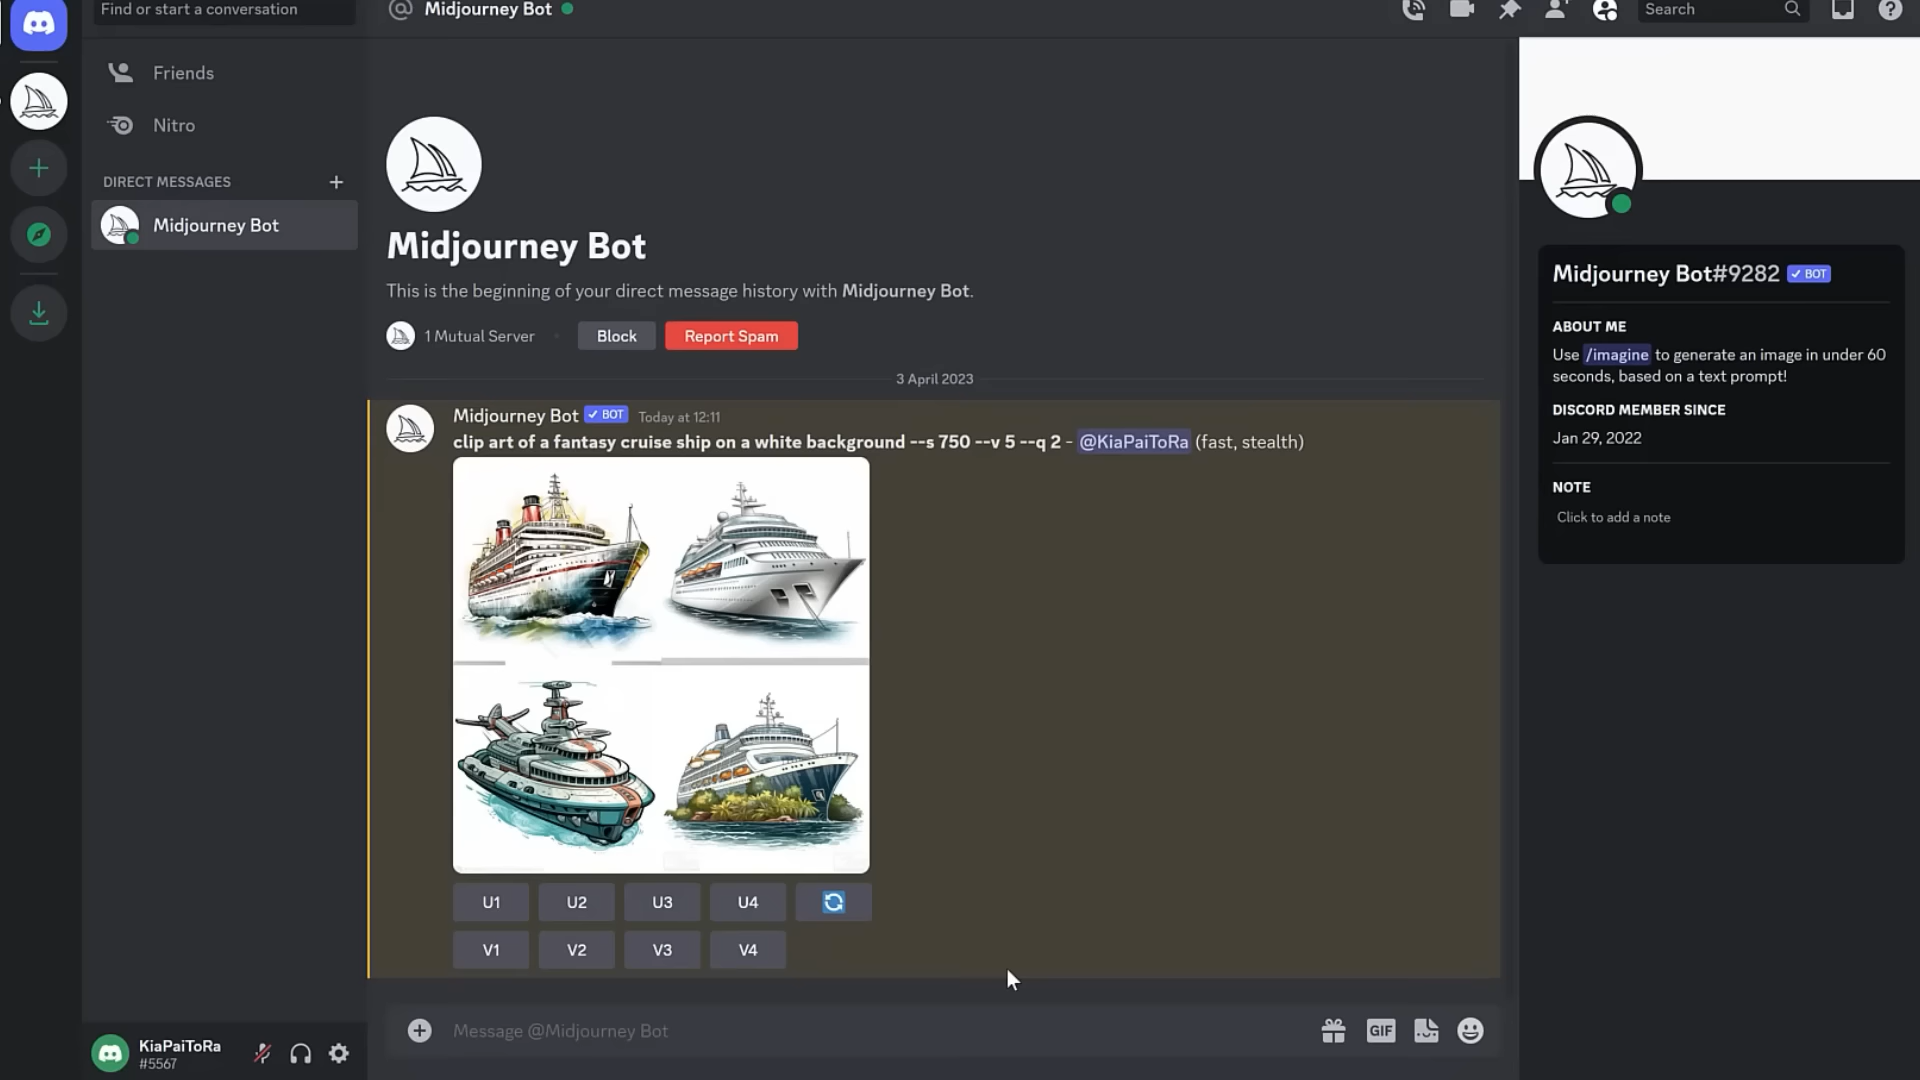 Find or start a conversation
Midjourney Bot
Search
Friends
Nitro
DIRECT MESSAGES
Midjourney Bot
Midjourney Bot
This is the beginning of your direct message history with Midjourney Bot.
1 Mutual Server
Block
Report Spam
3 April 2023
Midjourney Bot BOT Today at 12:11
clip art of a fantasy cruise ship on a white background --s 750 --v 5 --q 2 - @KiaPaiToRa (fast, stealth)
U1 U2 U3 U4
V1 V2 V3 V4
Message @Midjourney Bot
GIF
KiaPaiToRa
#5567
Midjourney Bot#9282 BOT
ABOUT ME
Use /imagine to generate an image in under 60
seconds, based on a text prompt!
DISCORD MEMBER SINCE
Jan 29, 2022
NOTE
Click to add a note